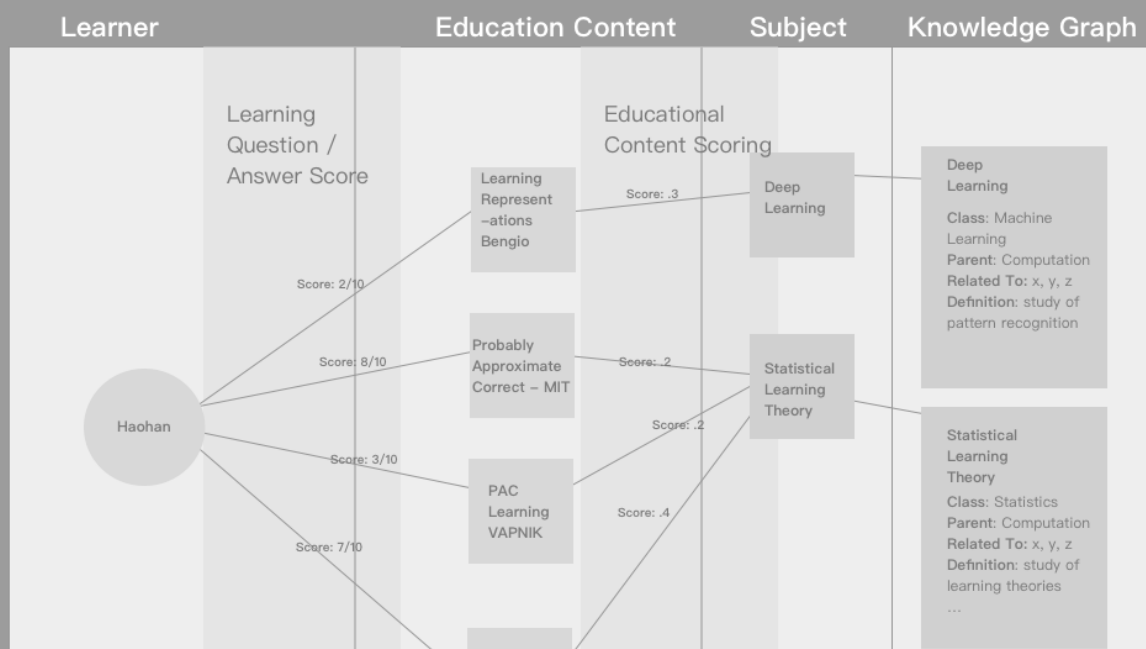 Learner
Education Content
Subject
Knowledge Graph
Learning
Question /
Answer Score
Educational
Content Scoring
Haohan
Score: 2/10
Score: 8/10
Score: 3/10
Score: 7/10
Learning
Represent
-ations
Bengio
Probably
Approximate
Correct - MIT
PAC
Learning
VAPNIK
Score: .3
Score: .2
Score: .2
Score: .4
Deep
Learning
Statistical
Learning
Theory
Deep
Learning
Class: Machine
Learning
Parent: Computation
Related To: x, y, z
Definition: study of
pattern recognition
Statistical
Learning
Theory
Class: Statistics
Parent: Computation
Related To: x, y, z
Definition: study of
learning theories
...